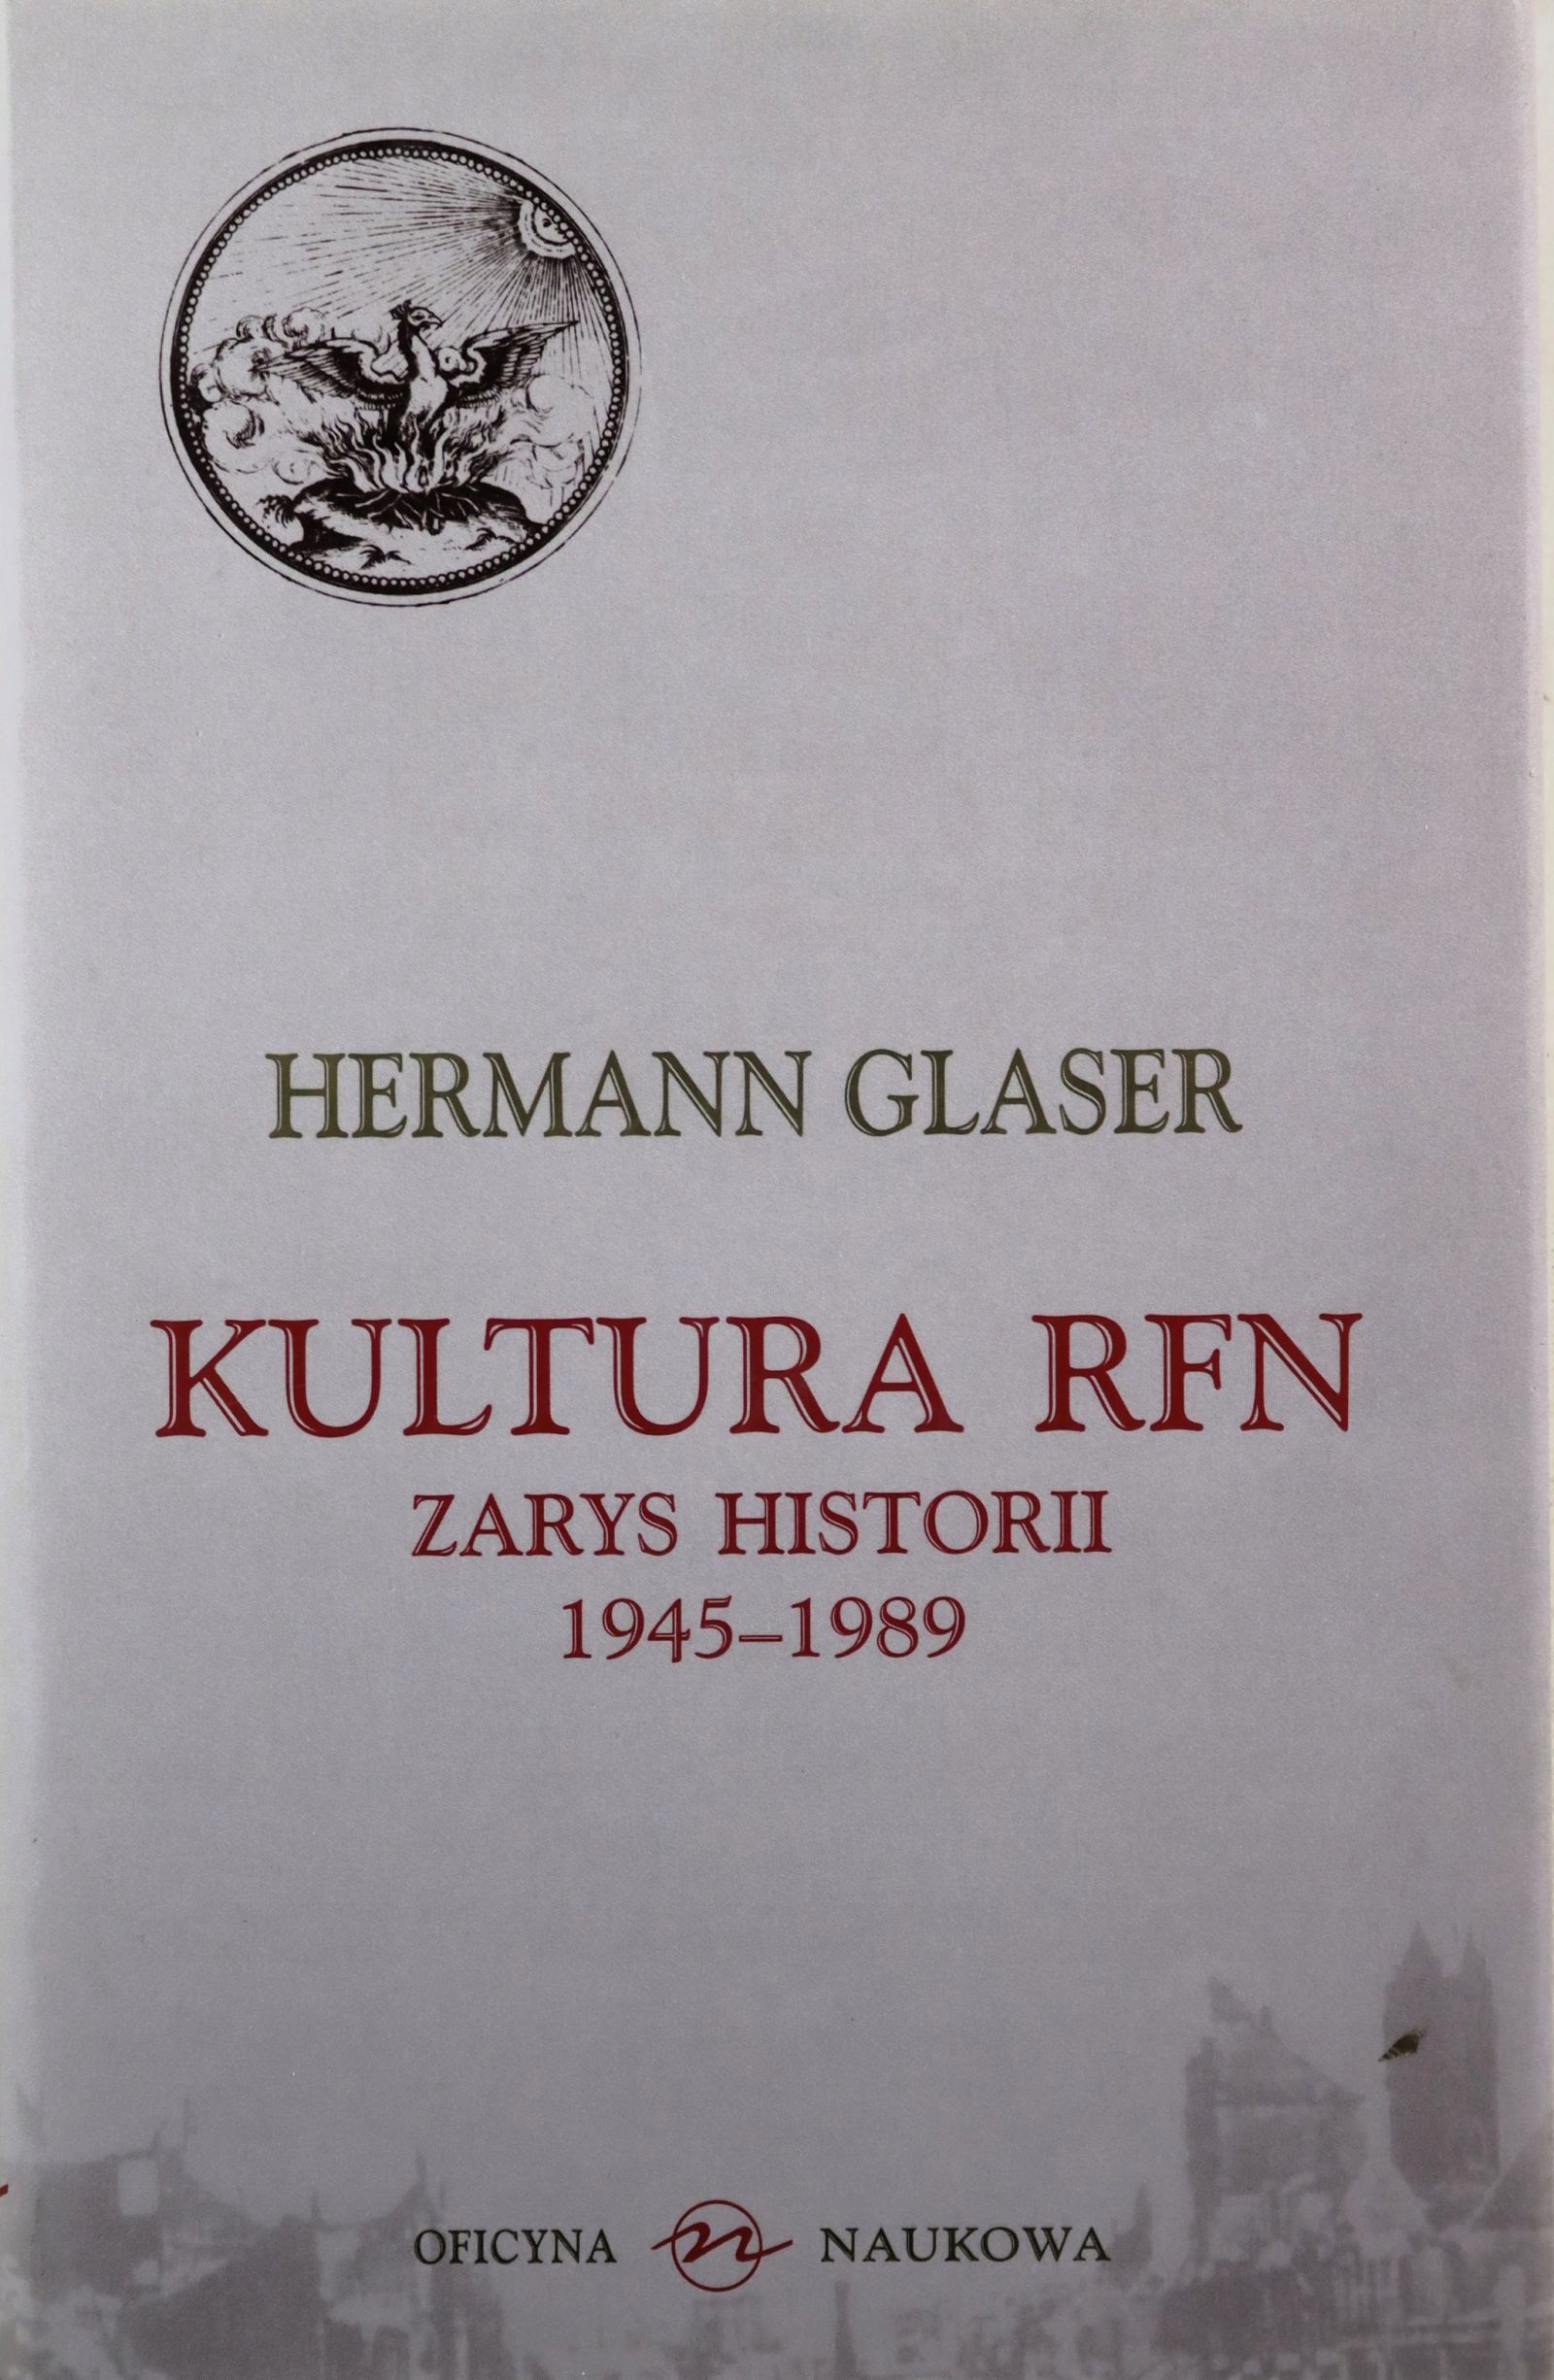 HERMANN GLASER
KULTURA RFN
ZARYS HISTORII
1945–1989
OFICYNA n NAUKOWA